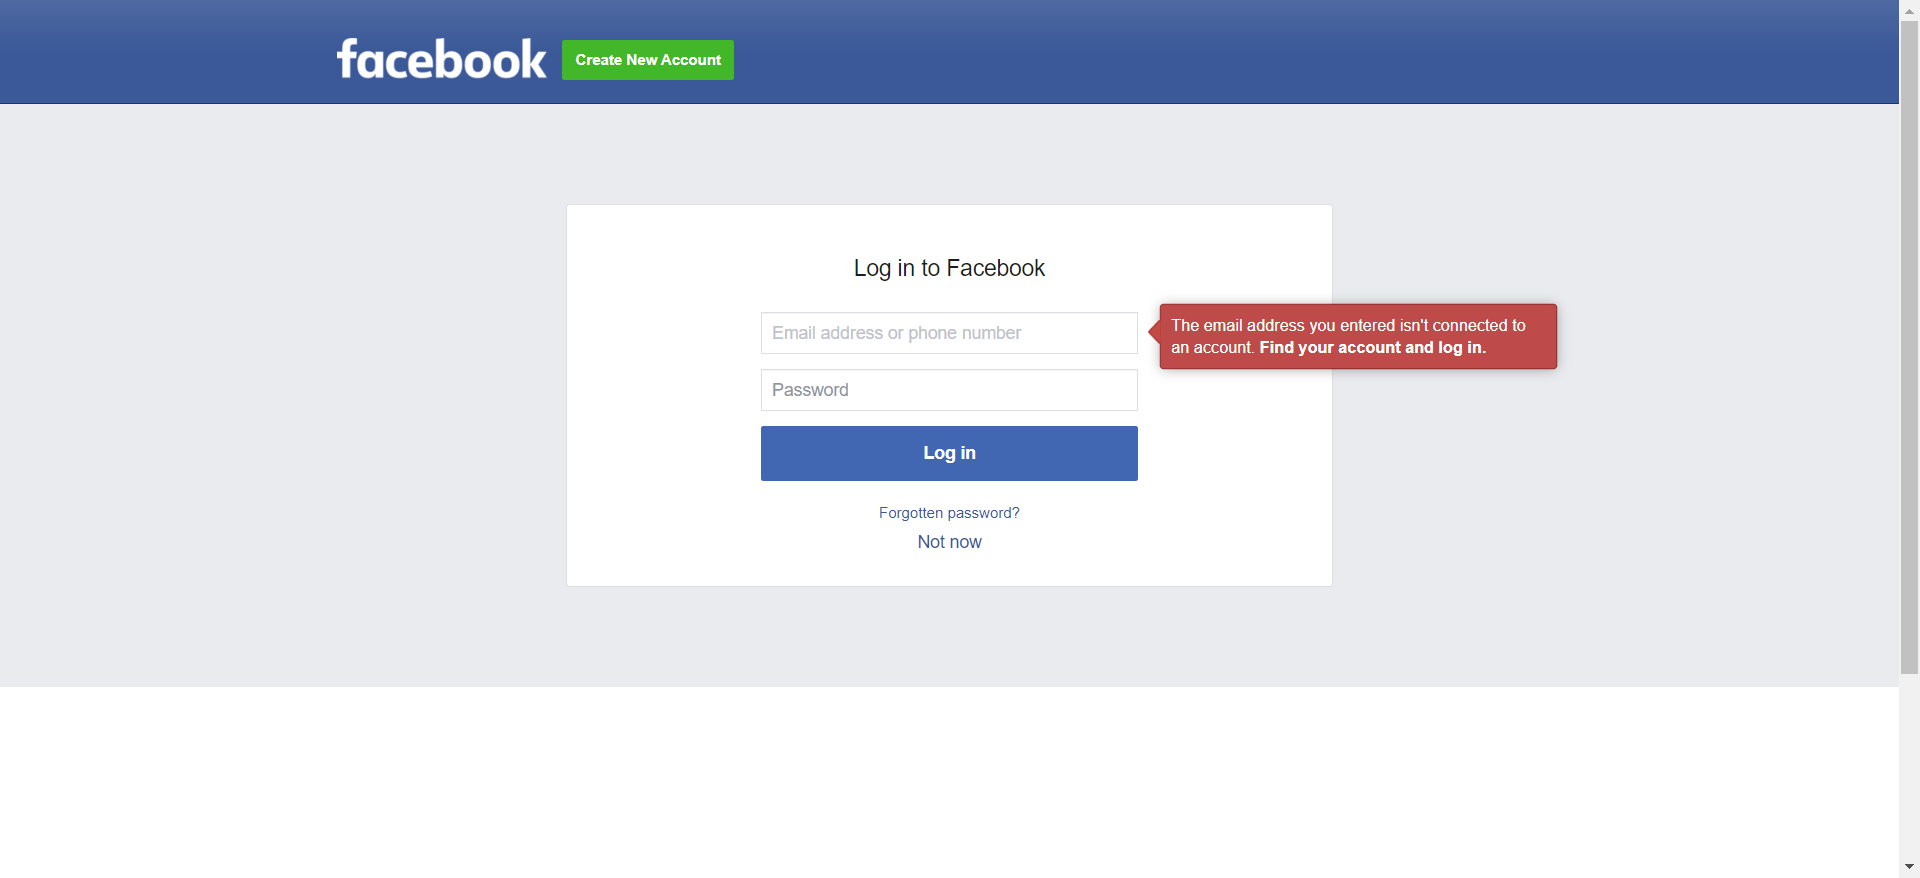 facebook
Create New Account
Log in to Facebook
Email address or phone number
The email address you entered isn't connected to
an account. Find your account and log in.
Password
Log in
Forgotten password?
Not now